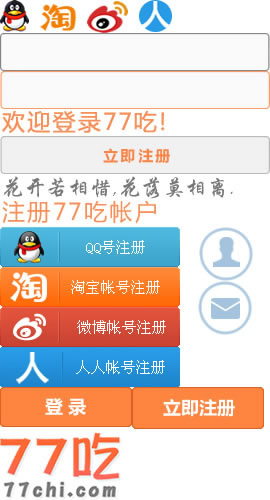 淘 人
欢迎登录77吃!
立即注册
花开若相惜,花落莫相离.
注册77吃帐户
QQ号注册
淘 淘宝帐号注册
微博帐号注册
人 人人帐号注册
登录 立即注册
77吃
77chi.com